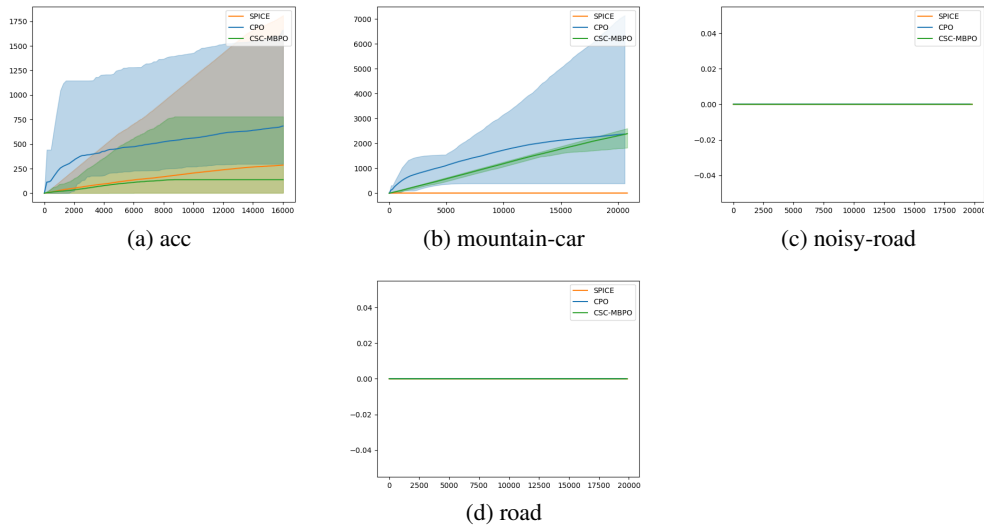 1750
1500
1250
1000
750
500
250
0
0 2000 4000 6000 8000 10000 12000 14000 16000
SPICE
CPO
CSC-MBPO
(a) acc
7000
6000
5000
4000
3000
2000
1000
0
0 5000 10000 15000 20000
SPICE
CPO
CSC-MBPO
(b) mountain-car
0.04
0.02
0.00
−0.02
−0.04
0 2500 5000 7500 10000 12500 15000 17500 20000
SPICE
CPO
CSC-MBPO
(c) noisy-road
0.04
0.02
0.00
−0.02
−0.04
0 2500 5000 7500 10000 12500 15000 17500 20000
SPICE
CPO
CSC-MBPO
(d) road